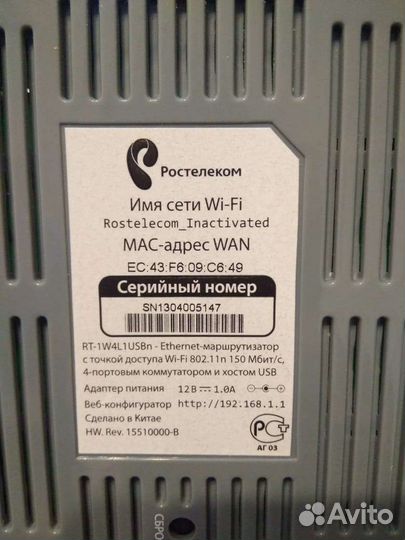 Ростелеком
Имя сети Wi-Fi
Rostelecom_Inactivated
MAC-адрес WAN
EC:43:F6:09:C6:49
Серийный номер
SN1304005147
RT-1W4L1USBn - Ethernet-маршрутизатор
с точкой доступа Wi-Fi 802.11n 150 Мбит/с,
4-портовым коммутатором и хостом USB
Адаптер питания 12В 1.0А
Веб-конфигуратор http://192.168.1.1
Сделано в Китае
HW. Rev. 15510000-B
РСТ
АГ 03
СБРО
Avito